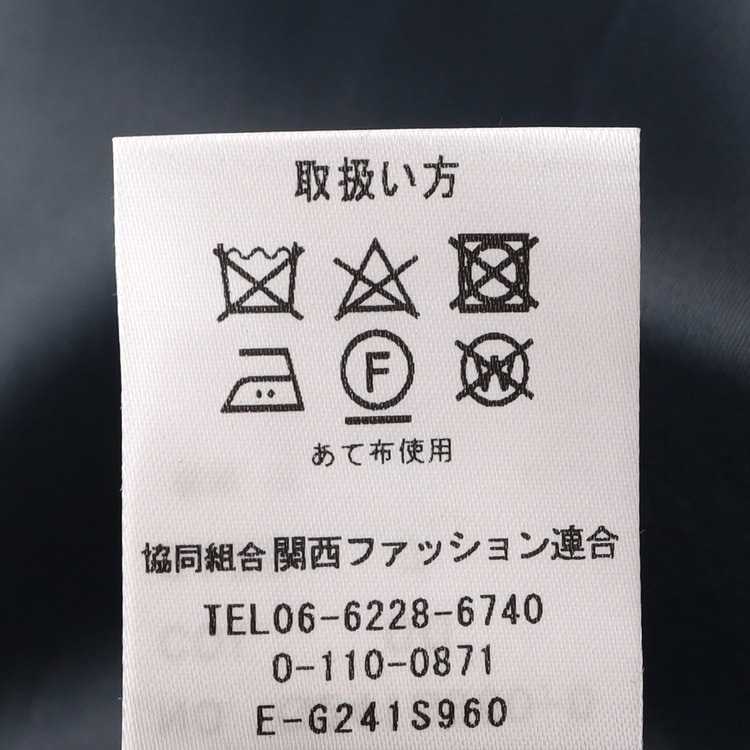 取扱い方
F
W
あて布使用
協同組合関西ファッション連合
TEL06-6228-6740
0-110-0871
E-G241S960